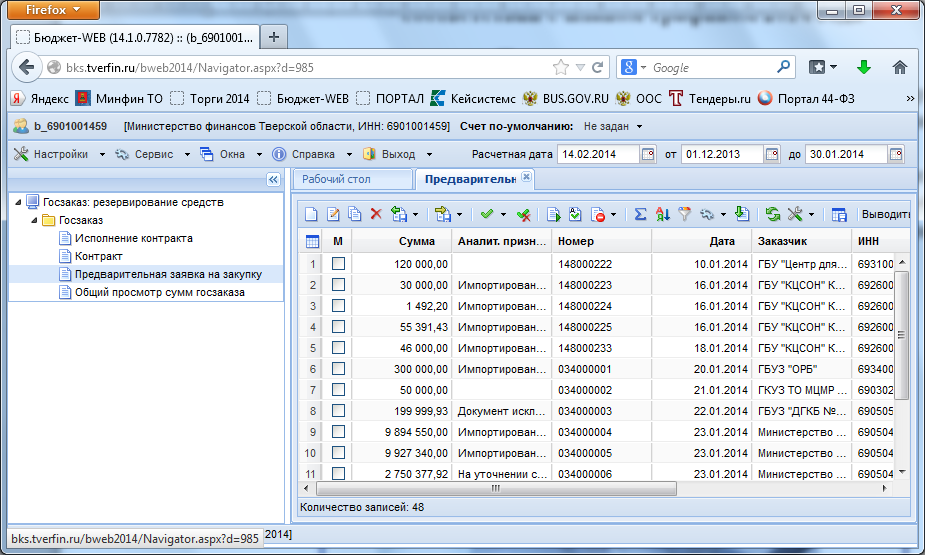 Firefox
Бюджет-WEB (14.1.0.7782) :: (b_6901001...
bks.tverfin.ru/bweb2014/Navigator.aspx?d=985
Google
Яндекс Минфин ТО Торги 2014 Бюджет-WEB ПОРТАЛ Кейсистемс BUS.GOV.RU ООС Тендеры.ru Портал 44-ФЗ »
b_6901001459 [Министерство финансов Тверской области, ИНН: 6901001459] Счет по-умолчанию: Не задан
Настройки Сервис Окна Справка Выход Расчетная дата 14.02.2014 от 01.12.2013 до 30.01.2014
Рабочий стол Предварительн
Госзаказ: резервирование средств
Госзаказ
Исполнение контракта
Контракт
Предварительная заявка на закупку
Общий просмотр сумм госзаказа
Выводить
М Сумма Аналит. призн... Номер Дата Заказчик ИНН
1 120 000,00 148000222 10.01.2014 ГБУ "Центр для... 693100
2 30 000,00 Импортирован... 148000223 16.01.2014 ГБУ "КЦСОН" К... 692600
3 1 492,20 Импортирован... 148000224 16.01.2014 ГБУ "КЦСОН" К... 692600
4 55 391,43 Импортирован... 148000225 16.01.2014 ГБУ "КЦСОН" К... 692600
5 46 000,00 Импортирован... 148000233 18.01.2014 ГБУ "КЦСОН" К... 692600
6 300 000,00 Импортирован... 034000001 20.01.2014 ГБУЗ "ОРБ" 693400
7 50 000,00 034000002 21.01.2014 ГКУЗ ТО МЦМР ... 690302
8 199 999,93 Документ искл... 034000003 22.01.2014 ГБУЗ "ДГКБ №... 690505
9 9 894 550,00 Импортирован... 034000004 23.01.2014 Министерство ... 690504
10 9 927 340,00 Импортирован... 034000005 23.01.2014 Министерство ... 690504
11 2 750 377,92 На уточнении с... 034000006 23.01.2014 Министерство ... 690504
Количество записей: 48
bks.tverfin.ru/bweb2014/Navigator.aspx?d=985 2014]